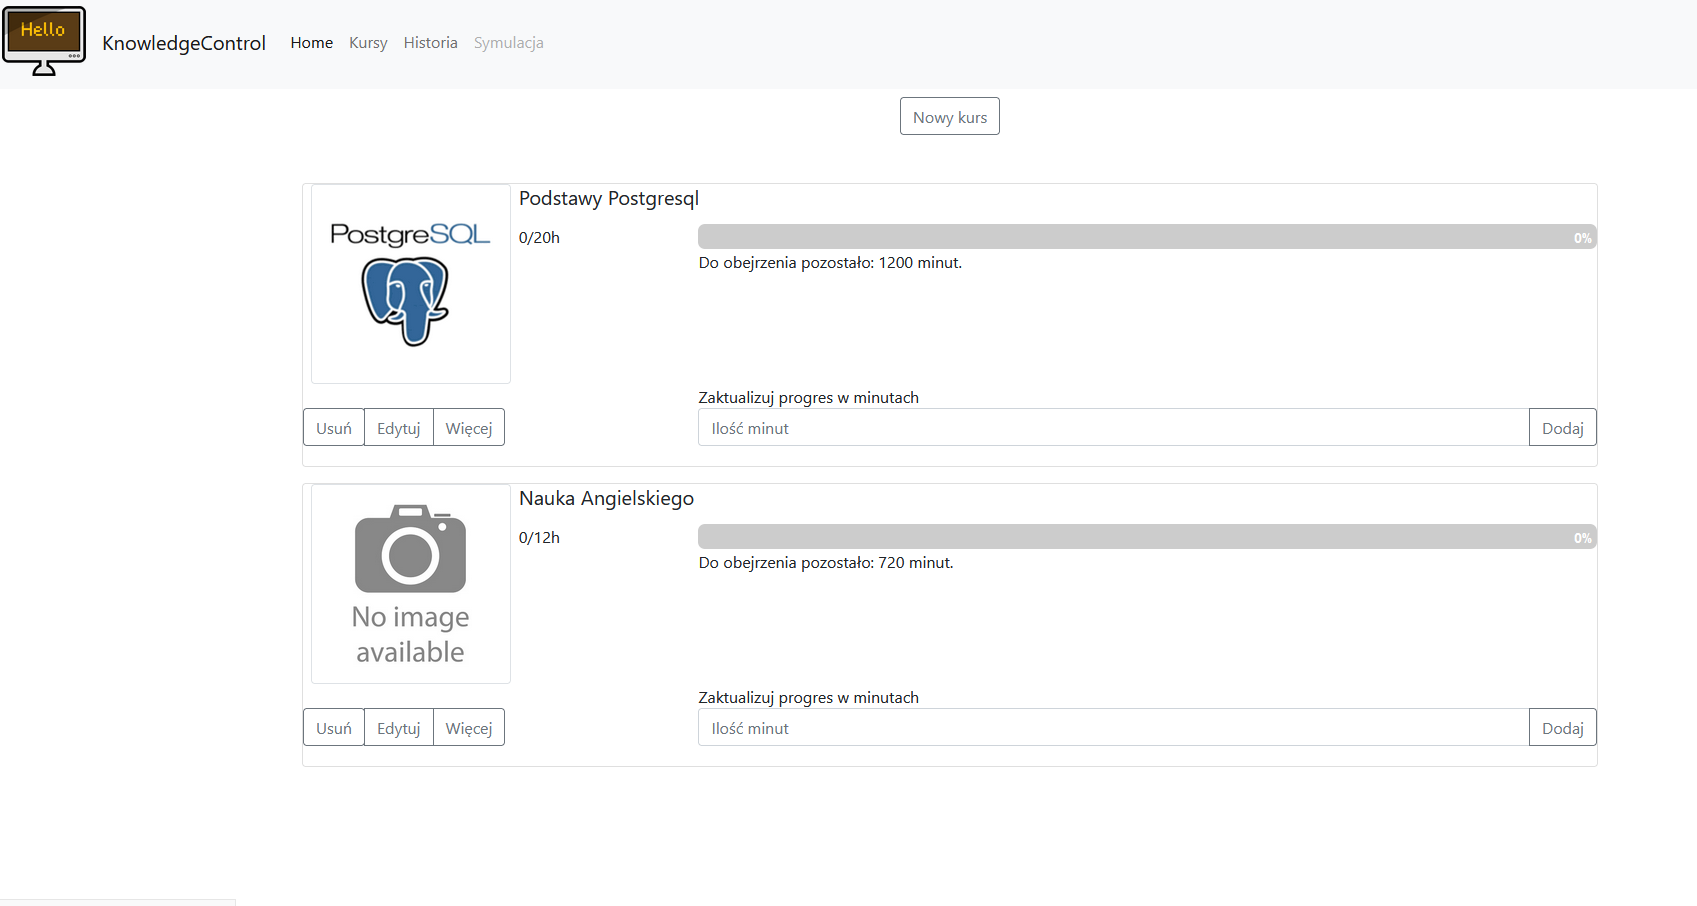 Hello
KnowledgeControl Home Kursy Historia Symulacja
Nowy kurs
PostgreSQL
Podstawy Postgresql
0/20h
0%
Do obejrzenia pozostało: 1200 minut.
Zaktualizuj progres w minutach
Usuń Edytuj Więcej
Ilość minut
Dodaj
No image
available
Nauka Angielskiego
0/12h
0%
Do obejrzenia pozostało: 720 minut.
Zaktualizuj progres w minutach
Usuń Edytuj Więcej
Ilość minut
Dodaj